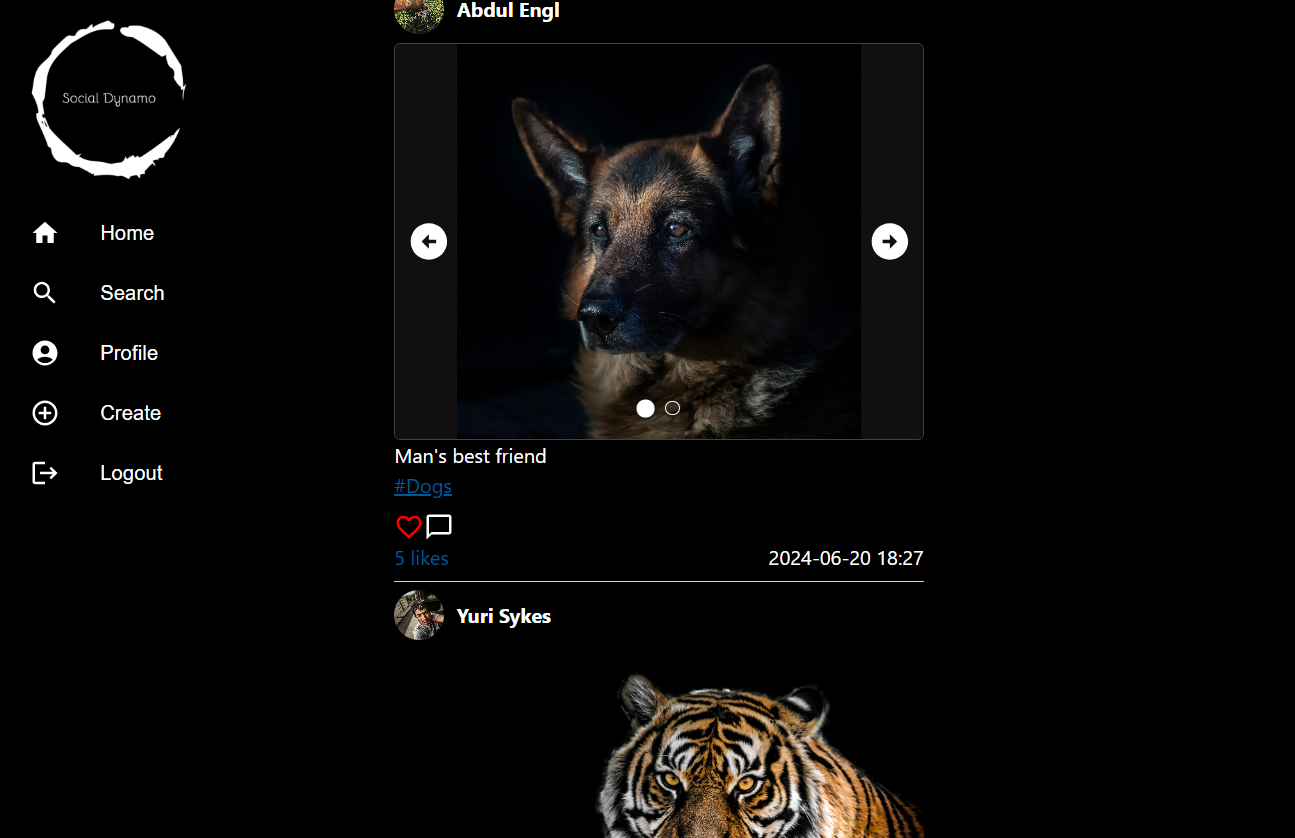 Social Dynamo
Home
Search
Profile
Create
Logout
Abdul Engl
Man's best friend
#Dogs
5 likes
2024-06-20 18:27
Yuri Sykes